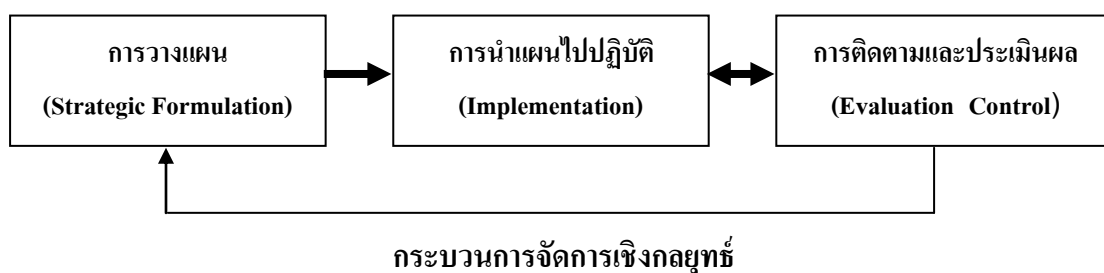 การวางแผน
(Strategic Formulation)
การนำแผนไปปฏิบัติ
(Implementation)
การติดตามและประเมินผล
(Evaluation Control)
กระบวนการจัดการเชิงกลยุทธ์